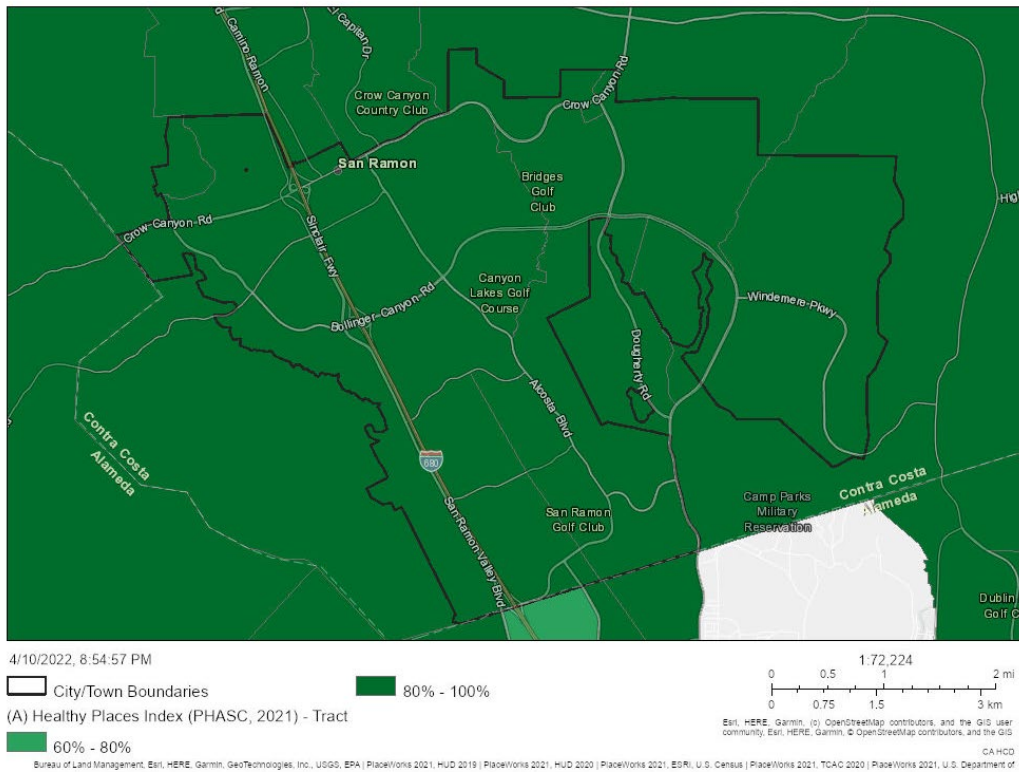 Camino Ramon
El Capitan Dr
Crow Canyon
Country Club
Crow Canyon Rd
San Ramon
Bridges
Golf
Club
Crow Canyon Rd
Sinclair Fwy
Canyon
Lakes Golf
Course
Bollinger Canyon Rd
Windemere Pkwy
Dougherty Rd
Alcosta Blvd
Contra Costa
Alameda
680
San Ramon Valley Blvd
San Ramon
Golf Club
Camp Parks
Military
Reservation
Contra Costa
Alameda
Dublin
Golf C
4/10/2022, 8:54:57 PM
City/Town Boundaries
80% - 100%
(A) Healthy Places Index (PHASC, 2021) - Tract
60% - 80%
1:72,224
0 0.5 1 2 mi
0 0.75 1.5 3 km
Esri, HERE, Garmin, (c) OpenStreetMap contributors, and the GIS
community, Esri, HERE, Garmin, © OpenStreetMap contributors, and the GIS
CA HCD
Bureau of Land Management, Esri, HERE, Garmin, GeoTechnologies, Inc., USGS, EPA | PlaceWorks 2021, HUD 2019 | PlaceWorks 2021, HUD 2020 | PlaceWorks 2021, ESRI, U.S. Census | PlaceWorks 2021, TCAC 2020 | PlaceWorks 2021, U.S. Department of